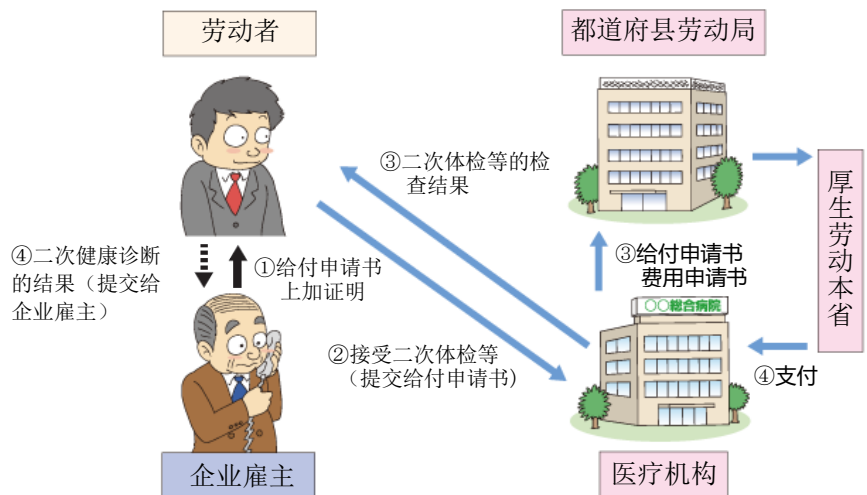 劳动者
都道府县劳动局
③二次体检等的检
查结果
厚生劳动本省
④二次健康诊断
的结果（提交给
企业雇主）
①给付申请书
上加证明
③给付申请书
费用申请书
〇〇総合病院
②接受二次体检等
（提交给付申请书）
④支付
企业雇主
医疗机构